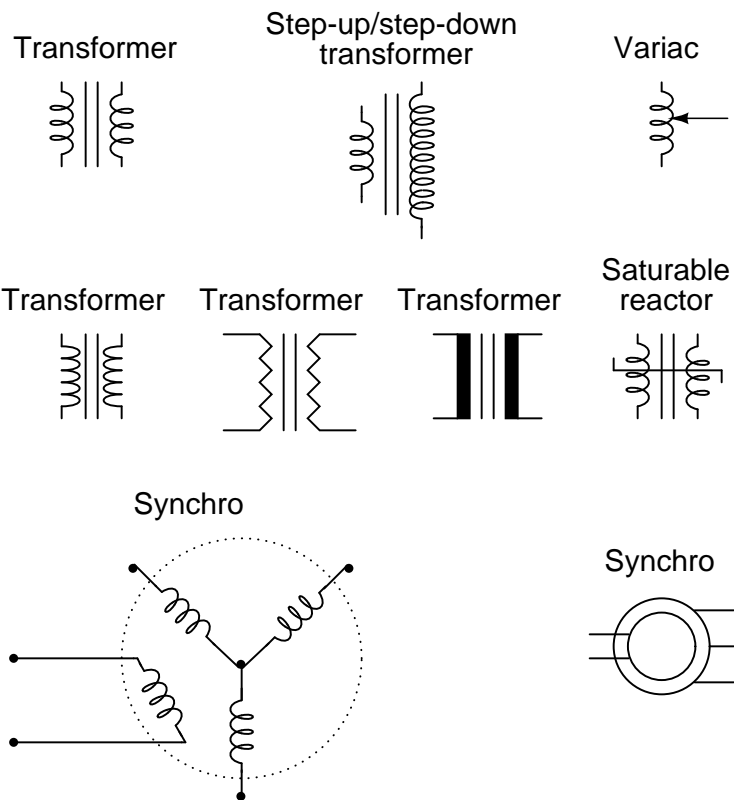 Transformer
Step-up/step-down
transformer
Variac
Transformer
Transformer
Transformer
Saturable
reactor
Synchro
Synchro